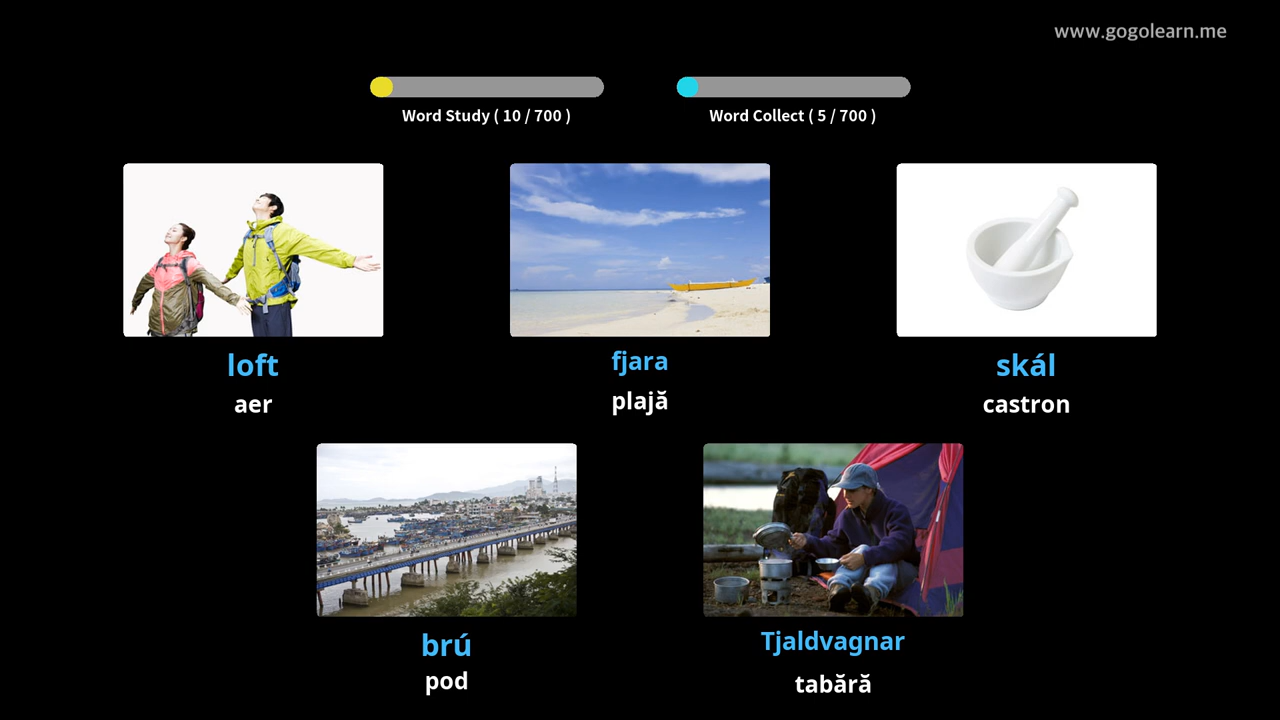 www.gogolearn.me
Word Study ( 10 / 700 )
Word Collect ( 5 / 700 )
loft
aer
fjara
plajă
skál
castron
brú
pod
Tjaldvagnar
tabără